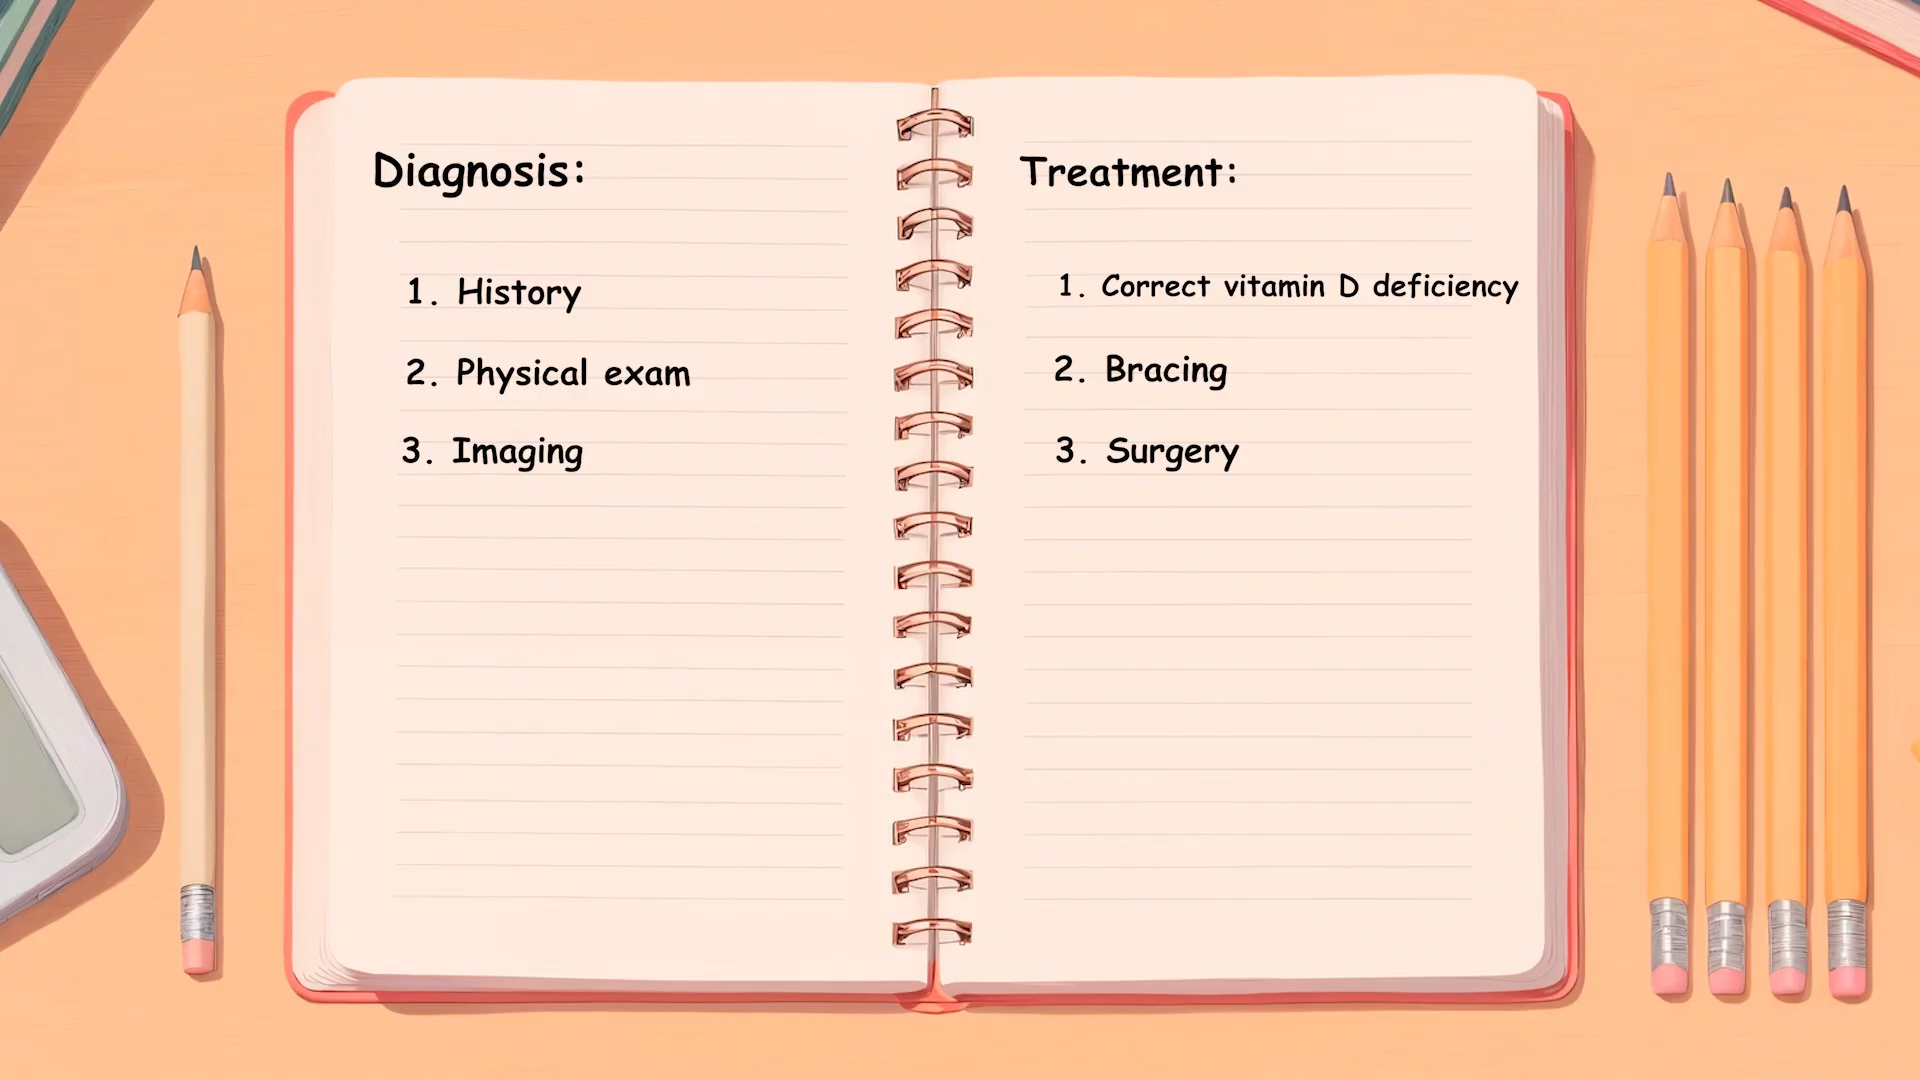 Diagnosis:
1. History
2. Physical exam
3. Imaging
Treatment:
1. Correct vitamin D deficiency
2. Bracing
3. Surgery